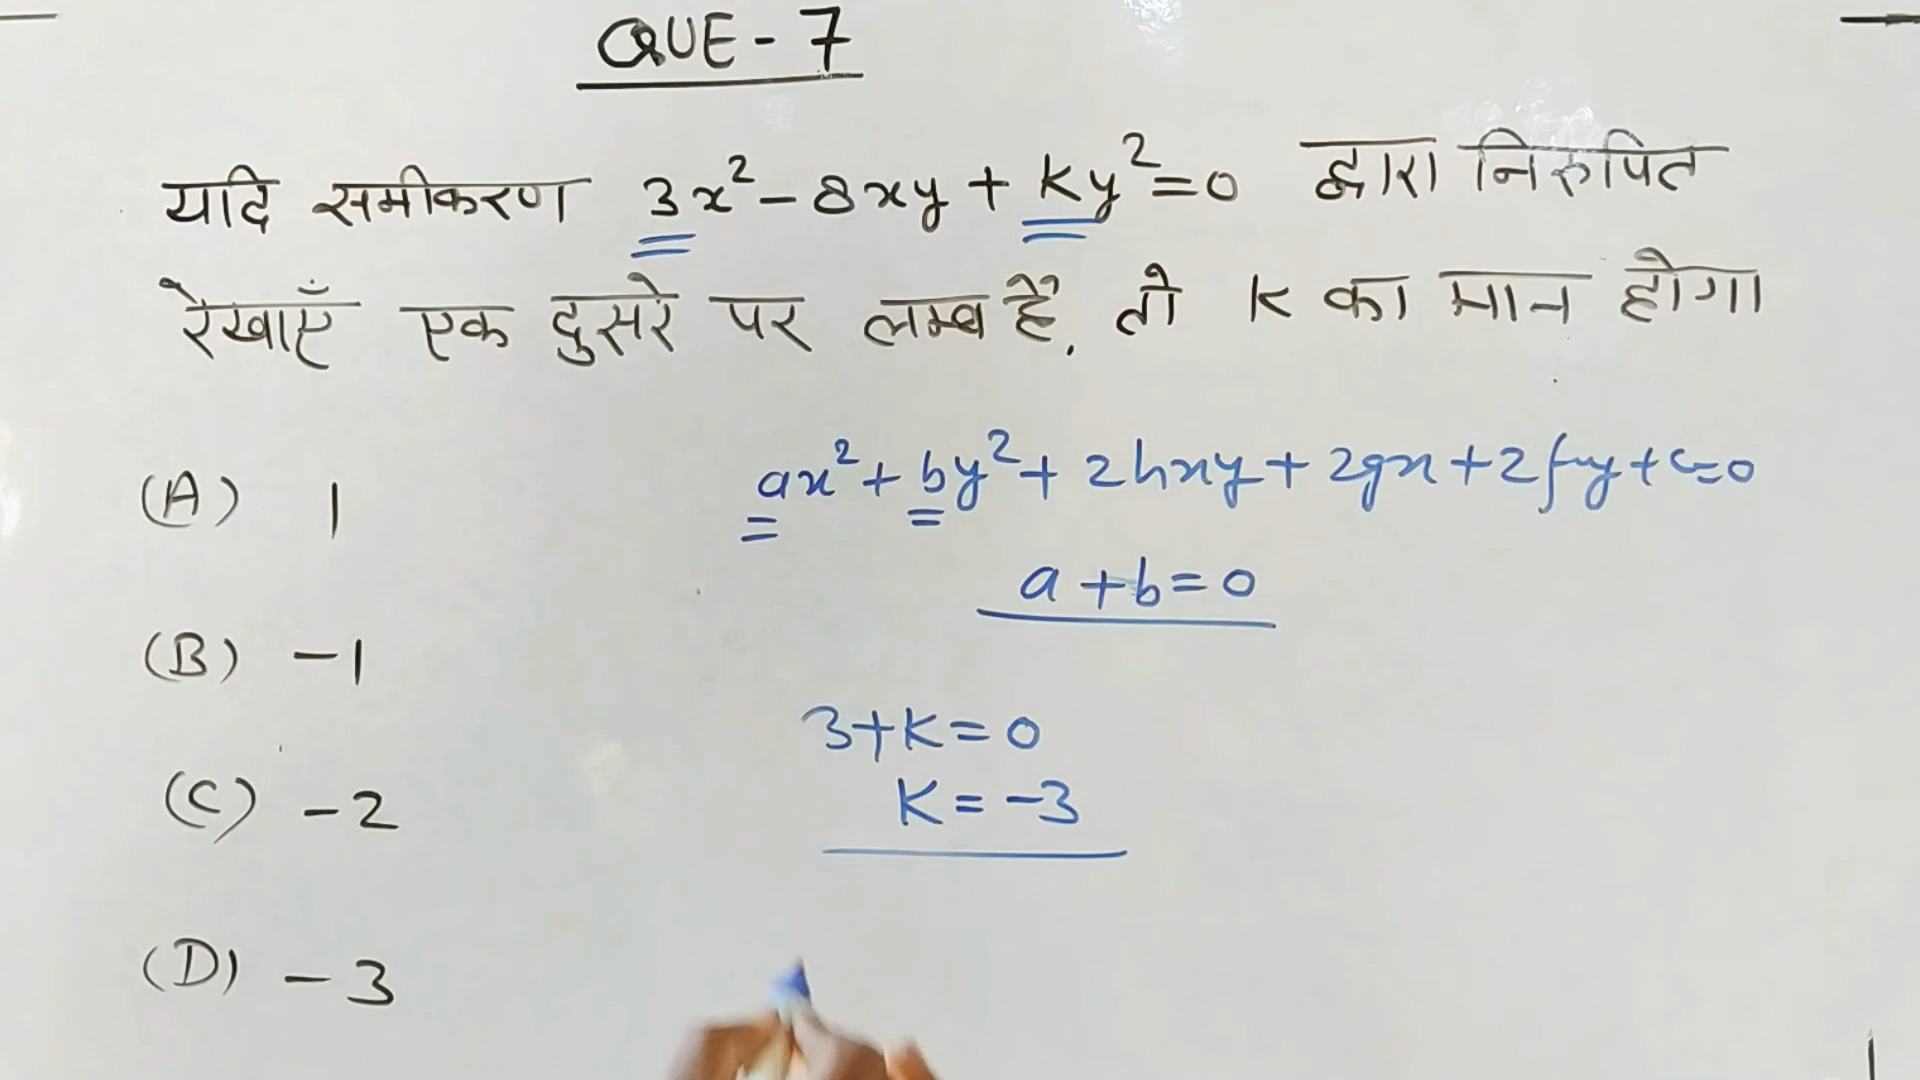 QUE-7
यदि समीकरण 3x²-8xy+ky²=0 द्वारा निरुपित
रेखाएँ एक दुसरे पर लम्ब हैं, तो K का मान होगा
(A) 1
ax²+by²+2hxy+2gx+2fy+c=0
a+b=0
(B) -1
3+K=0
(C) -2
K=-3
(D) -3